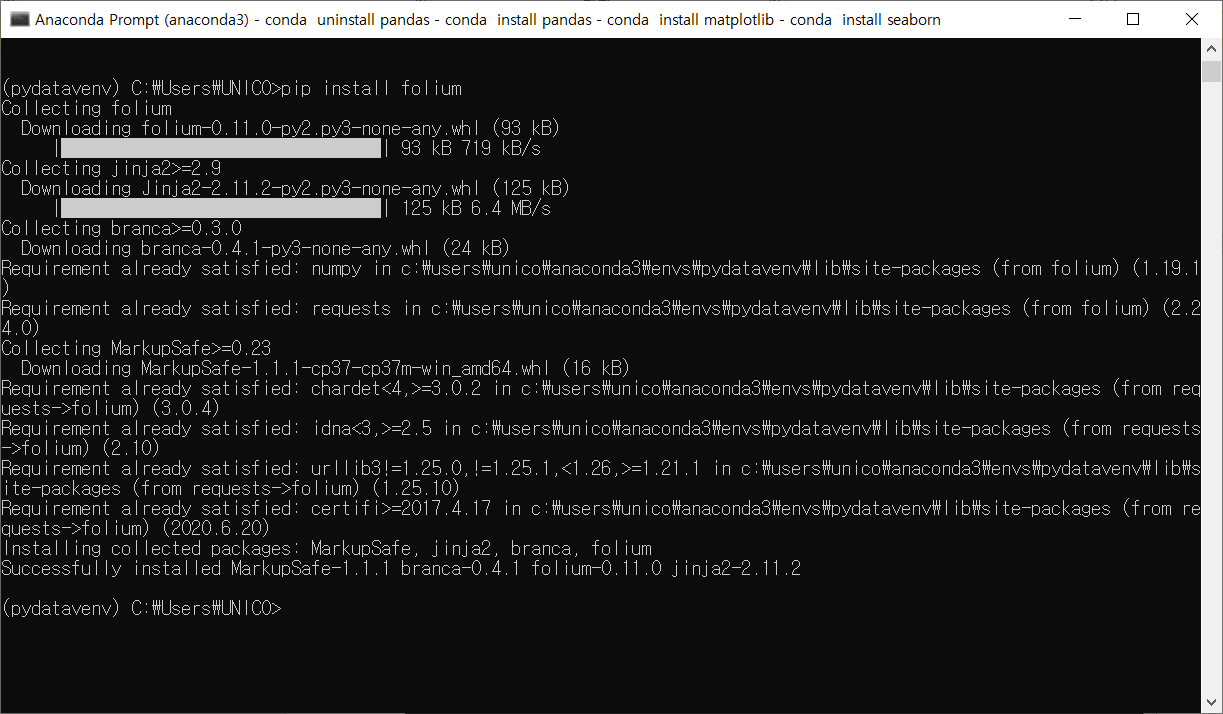 Anaconda Prompt (anaconda3) - conda  uninstall pandas - conda  install pandas - conda  install matplotlib - conda  install seaborn
(pydatavenv) C:₩Users₩UNICO>pip install folium
Collecting folium
  Downloading folium-0.11.0-py2.py3-none-any.whl (93 kB)
     |████████████████████████████████| 93 kB 719 kB/s
Collecting jinja2>=2.9
  Downloading Jinja2-2.11.2-py2.py3-none-any.whl (125 kB)
     |████████████████████████████████| 125 kB 6.4 MB/s
Collecting branca>=0.3.0
  Downloading branca-0.4.1-py3-none-any.whl (24 kB)
Requirement already satisfied: numpy in c:₩users₩unico₩anaconda3₩envs₩pydatavenv₩lib₩site-packages (from folium) (1.19.1
)
Requirement already satisfied: requests in c:₩users₩unico₩anaconda3₩envs₩pydatavenv₩lib₩site-packages (from folium) (2.2
4.0)
Collecting MarkupSafe>=0.23
  Downloading MarkupSafe-1.1.1-cp37-cp37m-win_amd64.whl (16 kB)
Requirement already satisfied: chardet<4,>=3.0.2 in c:₩users₩unico₩anaconda3₩envs₩pydatavenv₩lib₩site-packages (from req
uests->folium) (3.0.4)
Requirement already satisfied: idna<3,>=2.5 in c:₩users₩unico₩anaconda3₩envs₩pydatavenv₩lib₩site-packages (from requests
->folium) (2.10)
Requirement already satisfied: urllib3!=1.25.0,!=1.25.1,<1.26,>=1.21.1 in c:₩users₩unico₩anaconda3₩envs₩pydatavenv₩lib₩s
ite-packages (from requests->folium) (1.25.10)
Requirement already satisfied: certifi>=2017.4.17 in c:₩users₩unico₩anaconda3₩envs₩pydatavenv₩lib₩site-packages (from re
quests->folium) (2020.6.20)
Installing collected packages: MarkupSafe, jinja2, branca, folium
Successfully installed MarkupSafe-1.1.1 branca-0.4.1 folium-0.11.0 jinja2-2.11.2
(pydatavenv) C:₩Users₩UNICO>